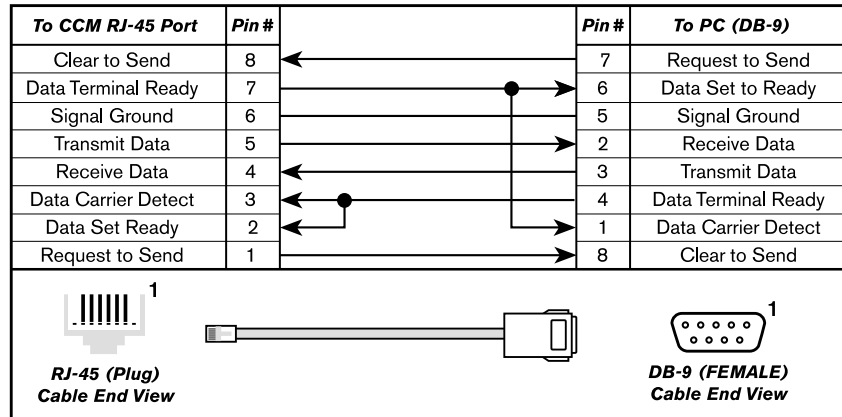 To CCM RJ-45 Port Pin # Pin # To PC (DB-9)
Clear to Send 8 7 Request to Send
Data Terminal Ready 7 6 Data Set to Ready
Signal Ground 6 5 Signal Ground
Transmit Data 5 2 Receive Data
Receive Data 4 3 Transmit Data
Data Carrier Detect 3 4 Data Terminal Ready
Data Set Ready 2 1 Data Carrier Detect
Request to Send 1 8 Clear to Send
1 1
RJ-45 (Plug) DB-9 (FEMALE)
Cable End View Cable End View